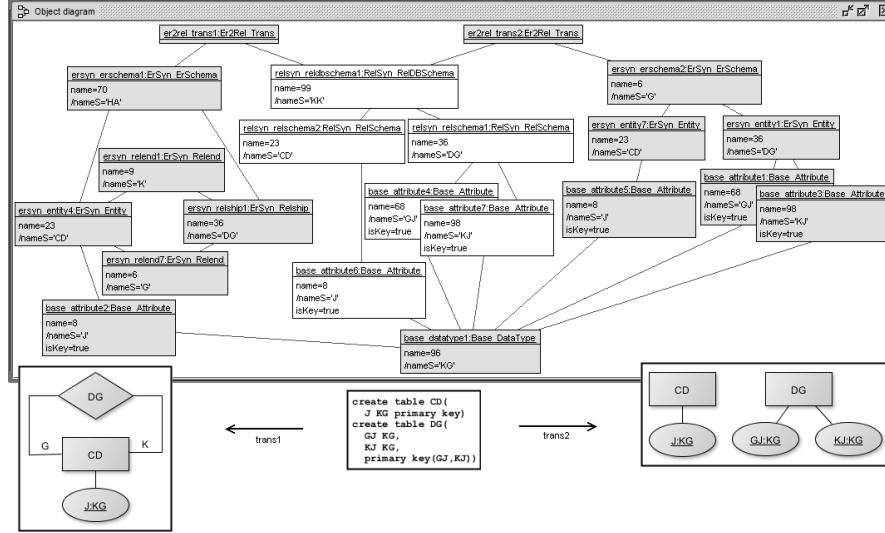 Object diagram
er2rel_trans1:Er2Rel_Trans
er2rel_trans2:Er2Rel_Trans
ersyn_erschema1:ErSyn_ErSchema
name=70
/nameS='HA'
relsyn_reldbschema1:RelSyn_RelDBSchema
name=99
/nameS='KK'
ersyn_erschema2:ErSyn_ErSchema
name=6
/nameS='G'
relsyn_relschema2:RelSyn_RelSchema
name=23
/nameS='CD'
relsyn_relschema1:RelSyn_RelSchema
name=36
/nameS='DG'
ersyn_entity7:ErSyn_Entity
name=23
/nameS='CD'
ersyn_entity1:ErSyn_Entity
name=36
/nameS='DG'
ersyn_relend1:ErSyn_Relend
name=9
/nameS='K'
ersyn_entity4:ErSyn_Entity
name=23
/nameS='CD'
ersyn_relship1:ErSyn_Relship
name=36
/nameS='DG'
ersyn_relend7:ErSyn_Relend
name=6
/nameS='G'
base_attribute4:Base_Attribute
name=68
/nameS='GJ'
isKey=true
base_attribute7:Base_Attribute
name=98
/nameS='KJ'
isKey=true
base_attribute5:Base_Attribute
name=8
/nameS='J'
isKey=true
base_attribute1:Base_Attribute
name=68
/nameS='GJ'
isKey=true
base_attribute3:Base_Attribute
name=98
/nameS='KJ'
isKey=true
base_attribute6:Base_Attribute
name=8
/nameS='J'
isKey=true
base_attribute2:Base_Attribute
name=8
/nameS='J'
isKey=true
base_datatype1:Base_DataType
name=96
/nameS='KG'
DG
G
K
CD
J:KG
trans1
create table CD(
J KG primary key)
create table DG(
GJ KG,
KJ KG,
primary key(GJ,KJ))
trans2
CD
DG
J:KG
GJ:KG
KJ:KG